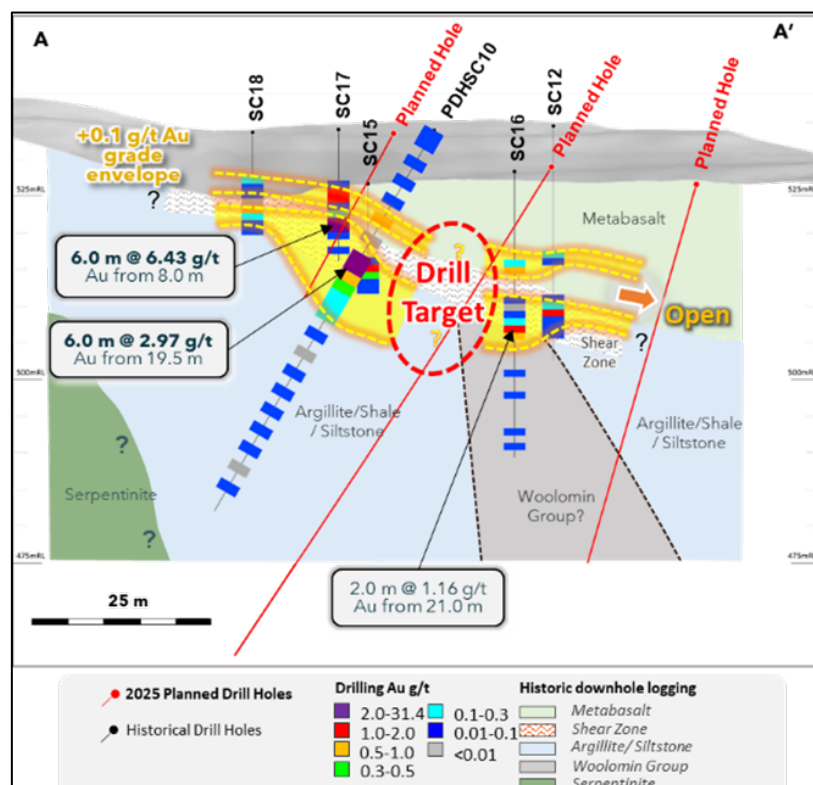 A
A'
SC18
SC17
SC15
Planned Hole
PDHSC10
SC16
SC12
Planned Hole
Planned Hole
+0.1 g/t Au
grade
envelope
525mRL
525mRL
?
Metabasalt
6.0 m @ 6.43 g/t
Au from 8.0 m
?
Drill
Target
?
Open
6.0 m @ 2.97 g/t
Au from 19.5 m
Shear
Zone
?
500mRL
500mRL
Argillite/Shale
/ Siltstone
Argillite/Shale
/ Siltstone
?
Serpentinite
Woolomin
Group?
?
475mRL
475mRL
2.0 m @ 1.16 g/t
Au from 21.0 m
25 m
2025 Planned Drill Holes
Historical Drill Holes
Drilling Au g/t
2.0-31.4
1.0-2.0
0.5-1.0
0.3-0.5
0.1-0.3
0.01-0.1
<0.01
Historic downhole logging
Metabasalt
Shear Zone
Argillite/ Siltstone
Woolomin Group
Serpentinite